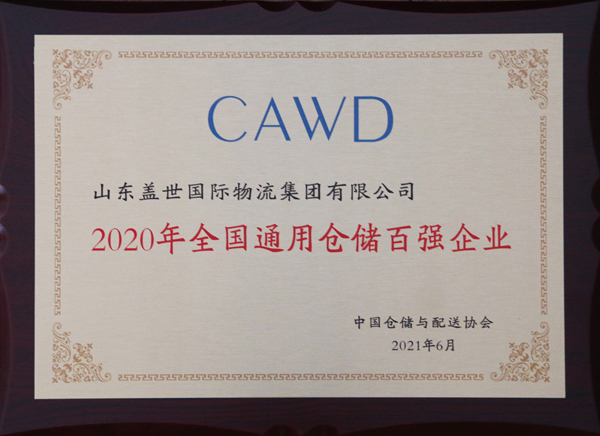 CAWD
山东盖世国际物流集团有限公司
2020年全国通用仓储百强企业
中国仓储与配送协会
2021年6月